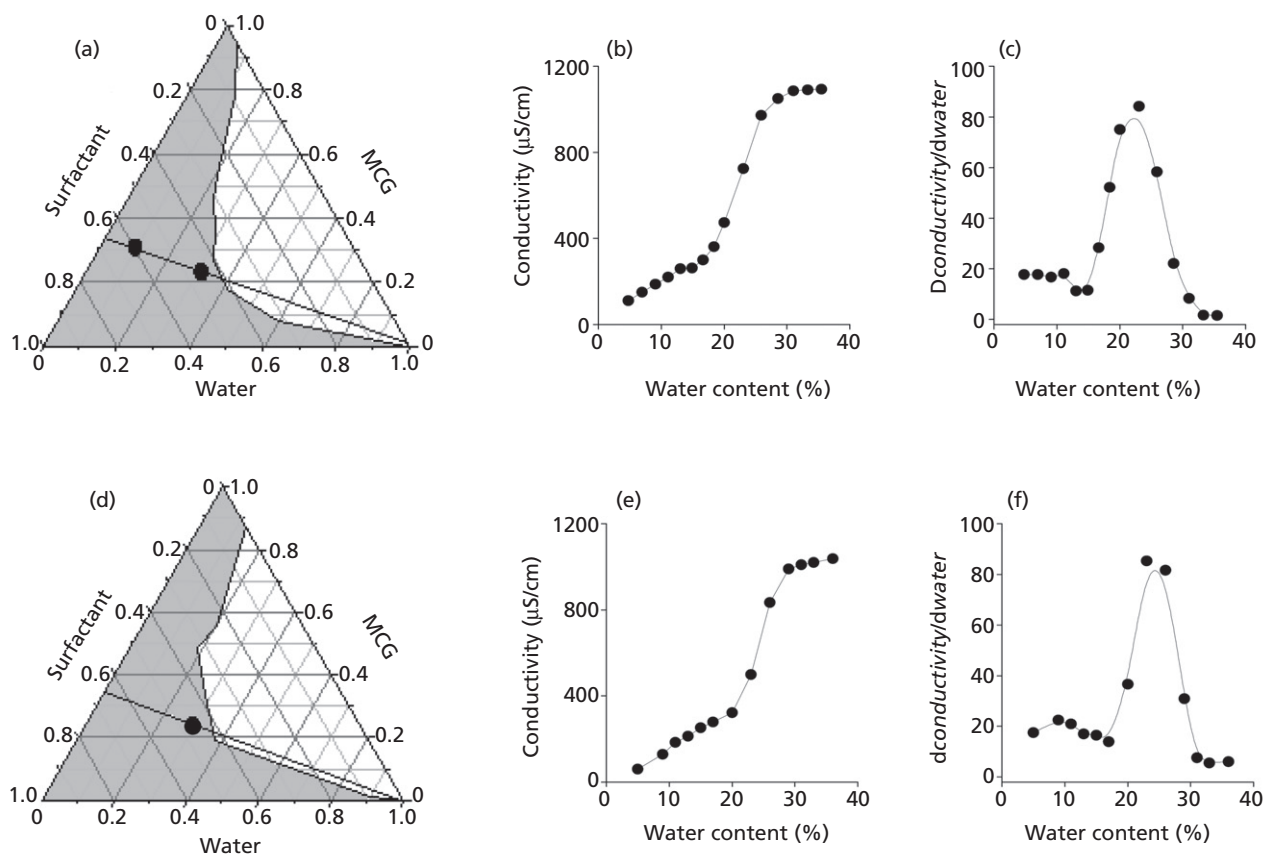 (a)
0 1.0
0.2 0.8
0.4 0.6
0.6 0.4
0.8 0.2
1.0 0
0 0.2 0.4 0.6 0.8 1.0
Surfactant
MCG
Water
(b)
1200
800
400
0
0 10 20 30 40
Conductivity (µS/cm)
Water content (%)
(c)
100
80
60
40
20
0
0 10 20 30 40
Dconductivity/dwater
Water content (%)
(d)
0 1.0
0.2 0.8
0.4 0.6
0.6 0.4
0.8 0.2
1.0 0
0 0.2 0.4 0.6 0.8 1.0
Surfactant
MCG
Water
(e)
1200
800
400
0
0 10 20 30 40
Conductivity (µS/cm)
Water content (%)
(f)
100
80
60
40
20
0
0 10 20 30 40
dconductivity/dwater
Water content (%)